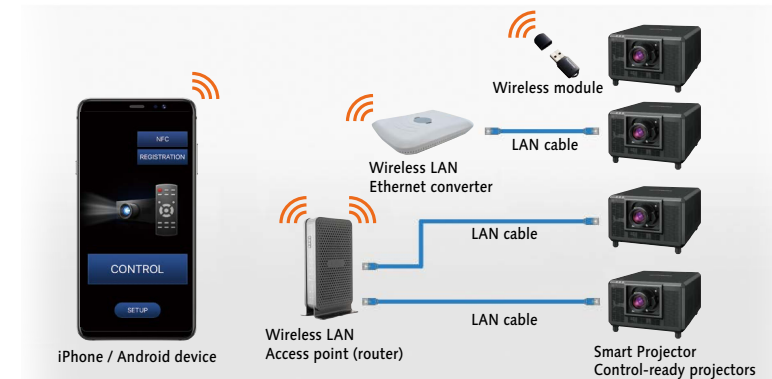 Wireless module
NFC
REGISTRATION
LAN cable
Wireless LAN
Ethernet converter
LAN cable
CONTROL
SETUP
LAN cable
Wireless LAN
Access point (router)
iPhone / Android device
Smart Projector
Control-ready projectors